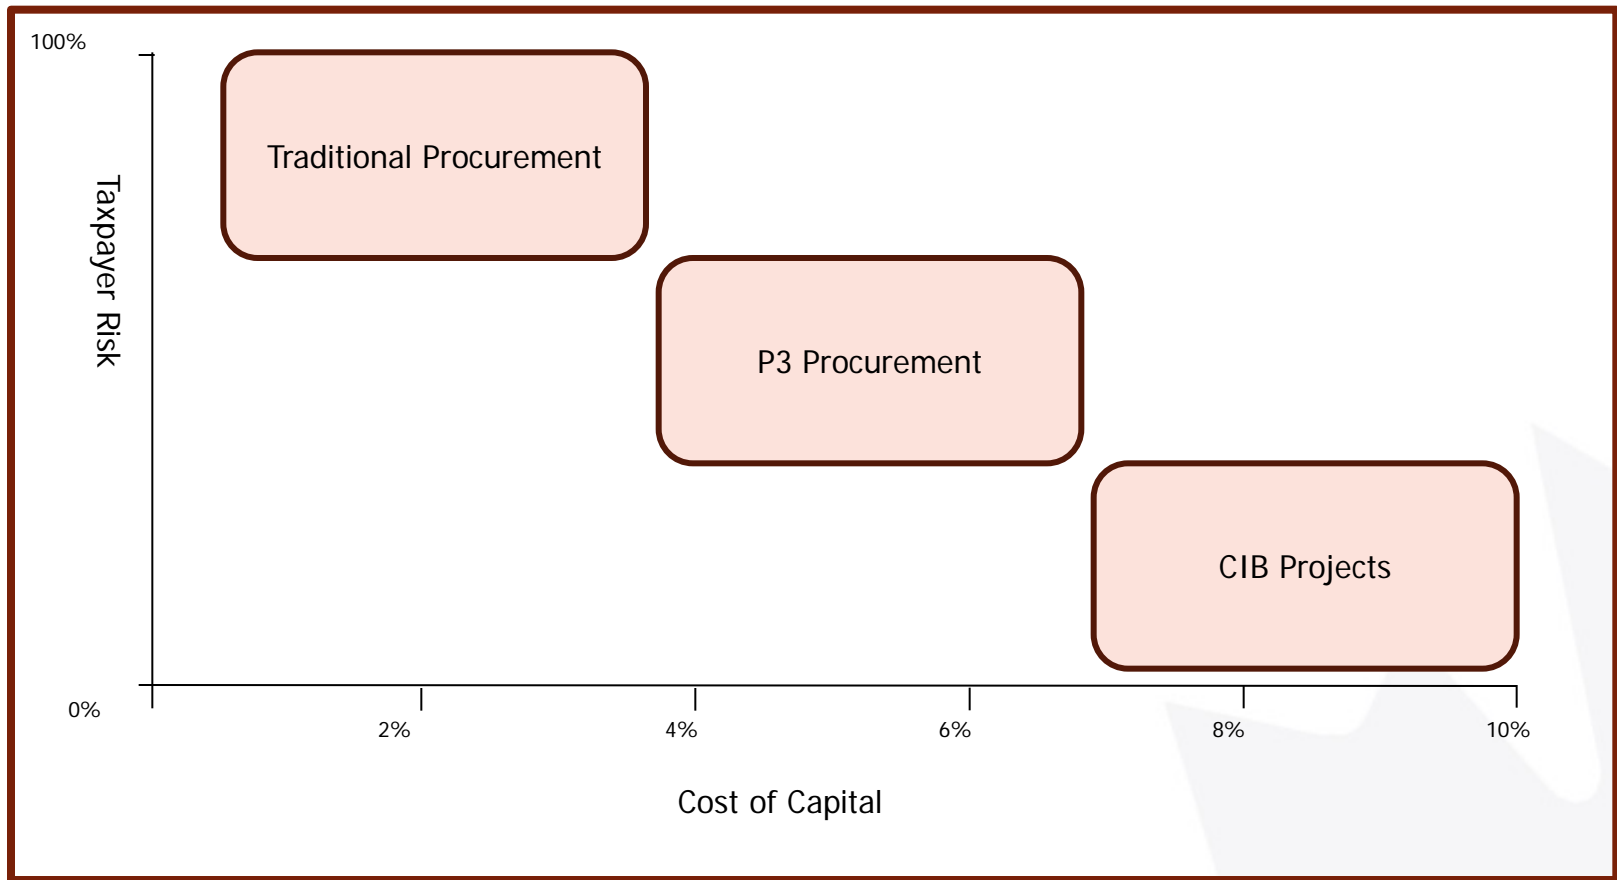 100%
Traditional Procurement
Taxpayer Risk
P3 Procurement
CIB Projects
0%
2%
4%
6%
8%
10%
Cost of Capital